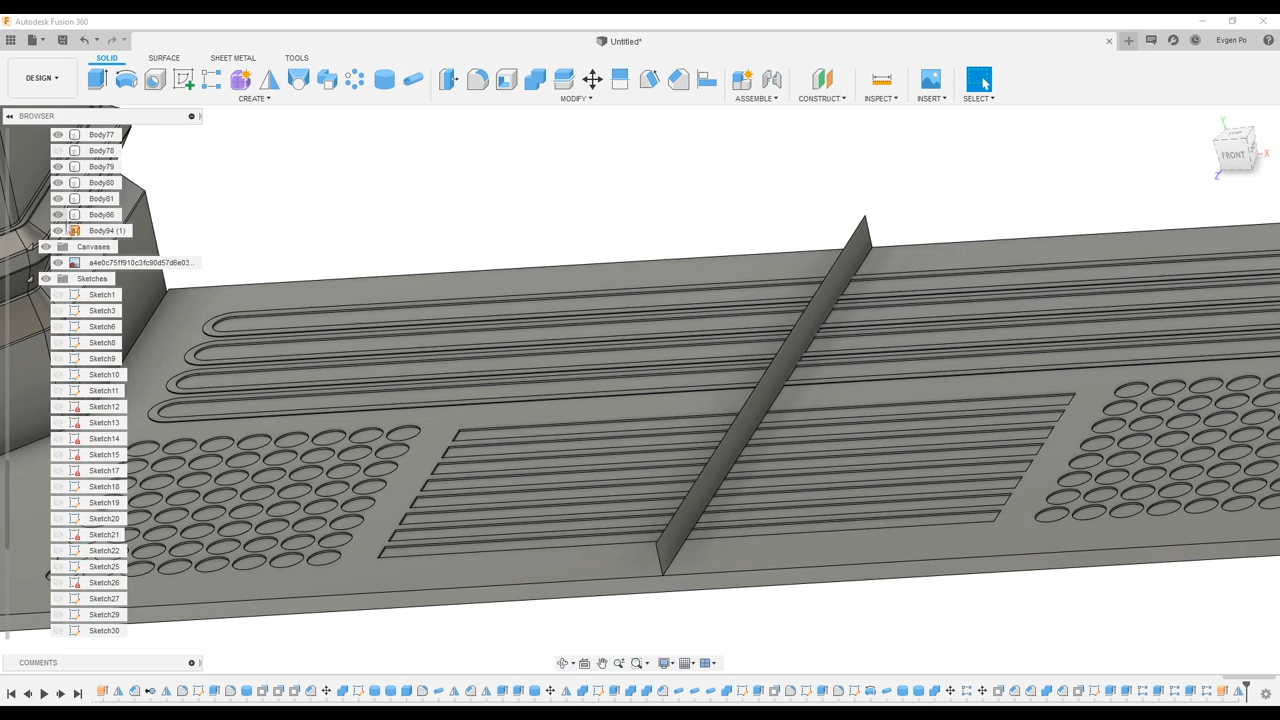 Autodesk Fusion 360
Untitled*
Evgen Po
DESIGN
SOLID
SURFACE
SHEET METAL
TOOLS
CREATE
MODIFY
ASSEMBLE
CONSTRUCT
INSPECT
INSERT
SELECT
BROWSER
Body77
Body78
Body79
Body80
Body81
Body86
Body94 (1)
Canvases
a4e0c75ff910c3fc90d57d6e03...
Sketches
Sketch1
Sketch3
Sketch6
Sketch8
Sketch9
Sketch10
Sketch11
Sketch12
Sketch13
Sketch14
Sketch15
Sketch17
Sketch18
Sketch19
Sketch20
Sketch21
Sketch22
Sketch25
Sketch26
Sketch27
Sketch29
Sketch30
Y
FRONT
X
Z
COMMENTS